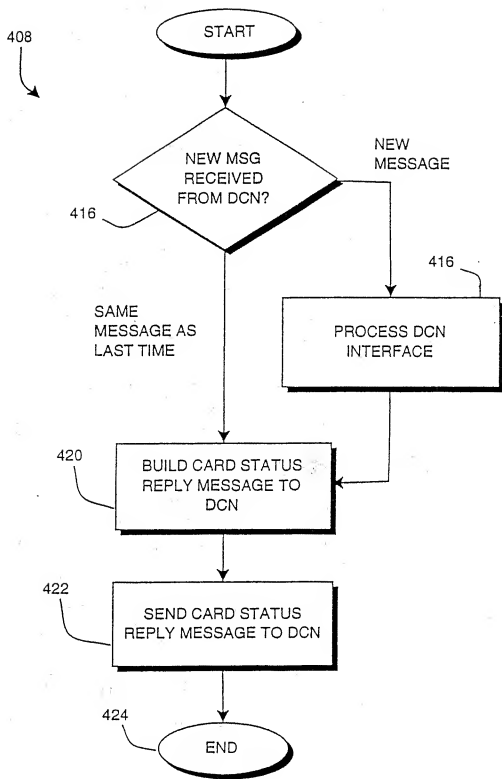 408
START
NEW MSG
RECEIVED
FROM DCN?
416
NEW
MESSAGE
416
PROCESS DCN
INTERFACE
SAME
MESSAGE AS
LAST TIME
420
BUILD CARD STATUS
REPLY MESSAGE TO
DCN
422
SEND CARD STATUS
REPLY MESSAGE TO DCN
424
END